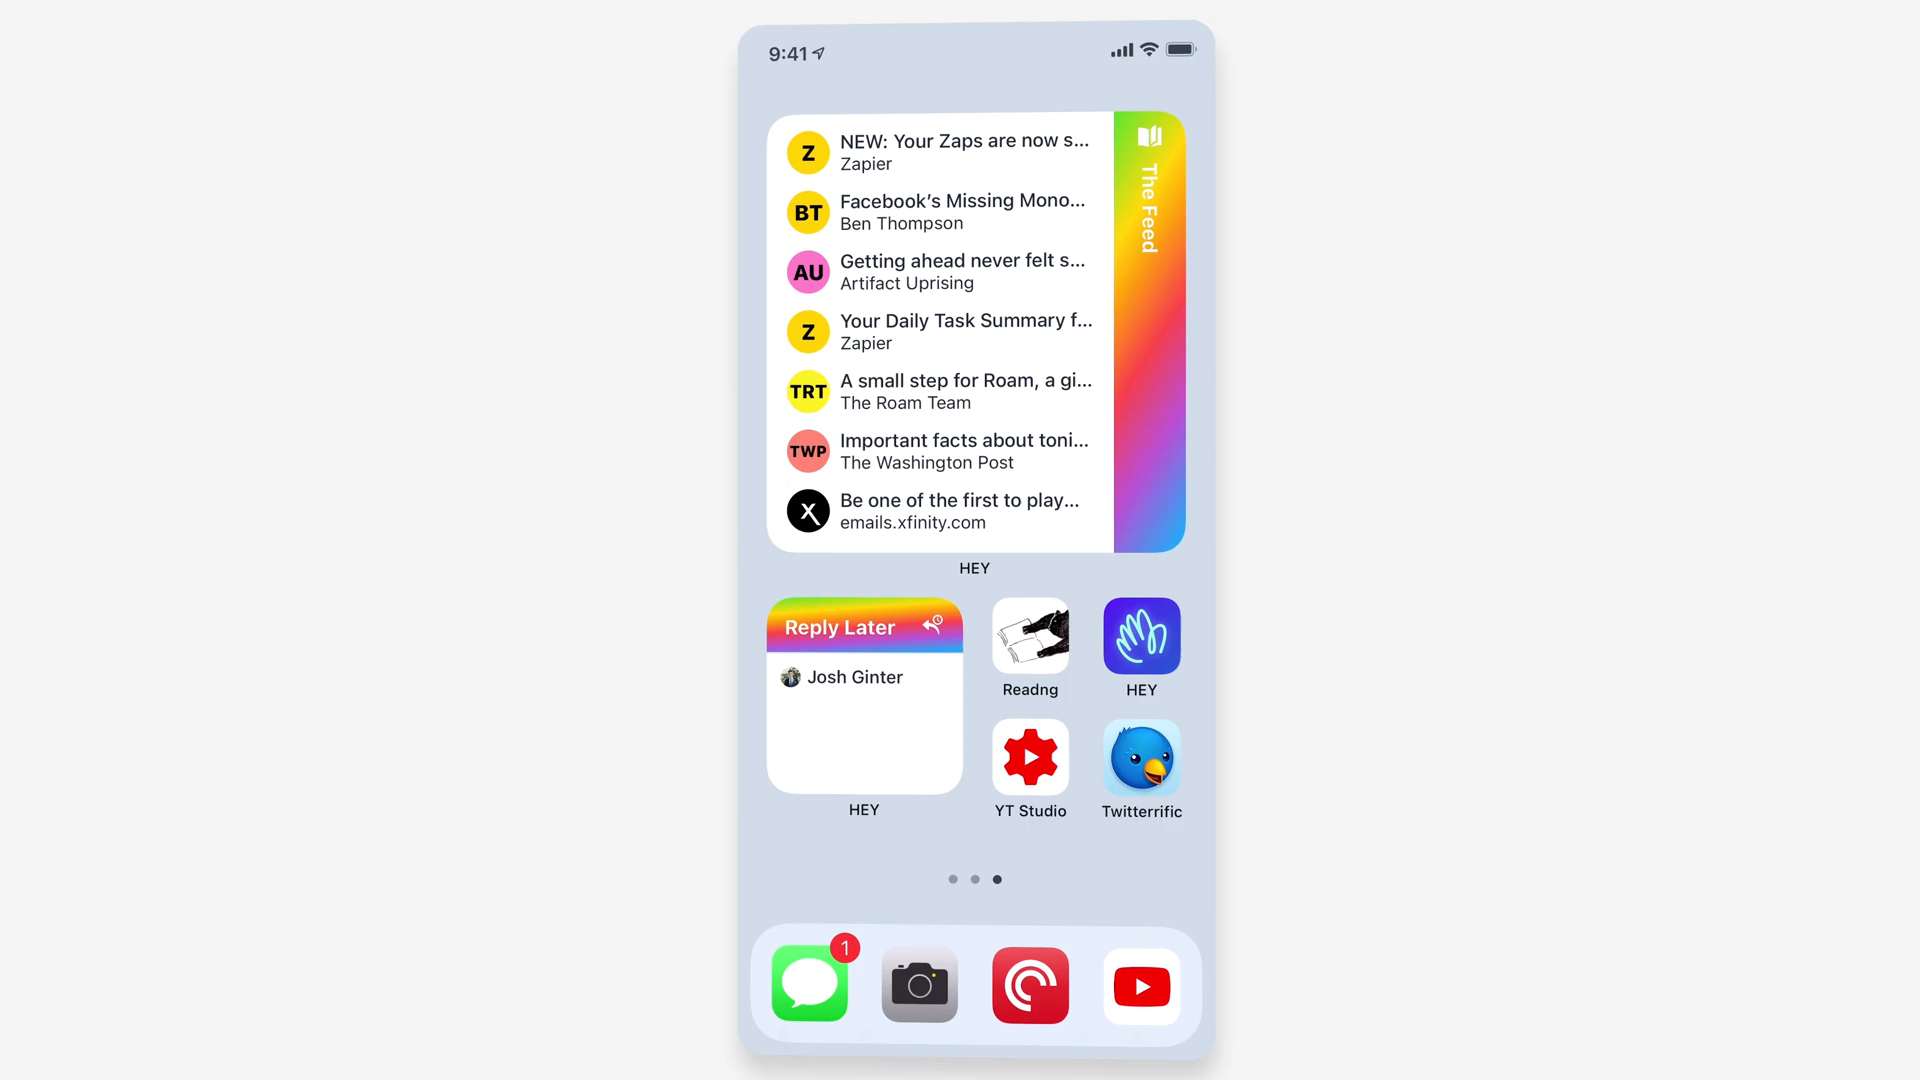 9:41
NEW: Your Zaps are now s...
Z
Zapier
Facebook’s Missing Mono...
BT
Ben Thompson
Getting ahead never felt s...
AU
Artifact Uprising
Your Daily Task Summary f...
Z
Zapier
A small step for Roam, a gi...
TRT
The Roam Team
Important facts about toni...
TWP
The Washington Post
Be one of the first to play...
X
emails.xfinity.com
The Feed
HEY
Reply Later
Josh Ginter
HEY
Readng
HEY
YT Studio
Twitterrific
1